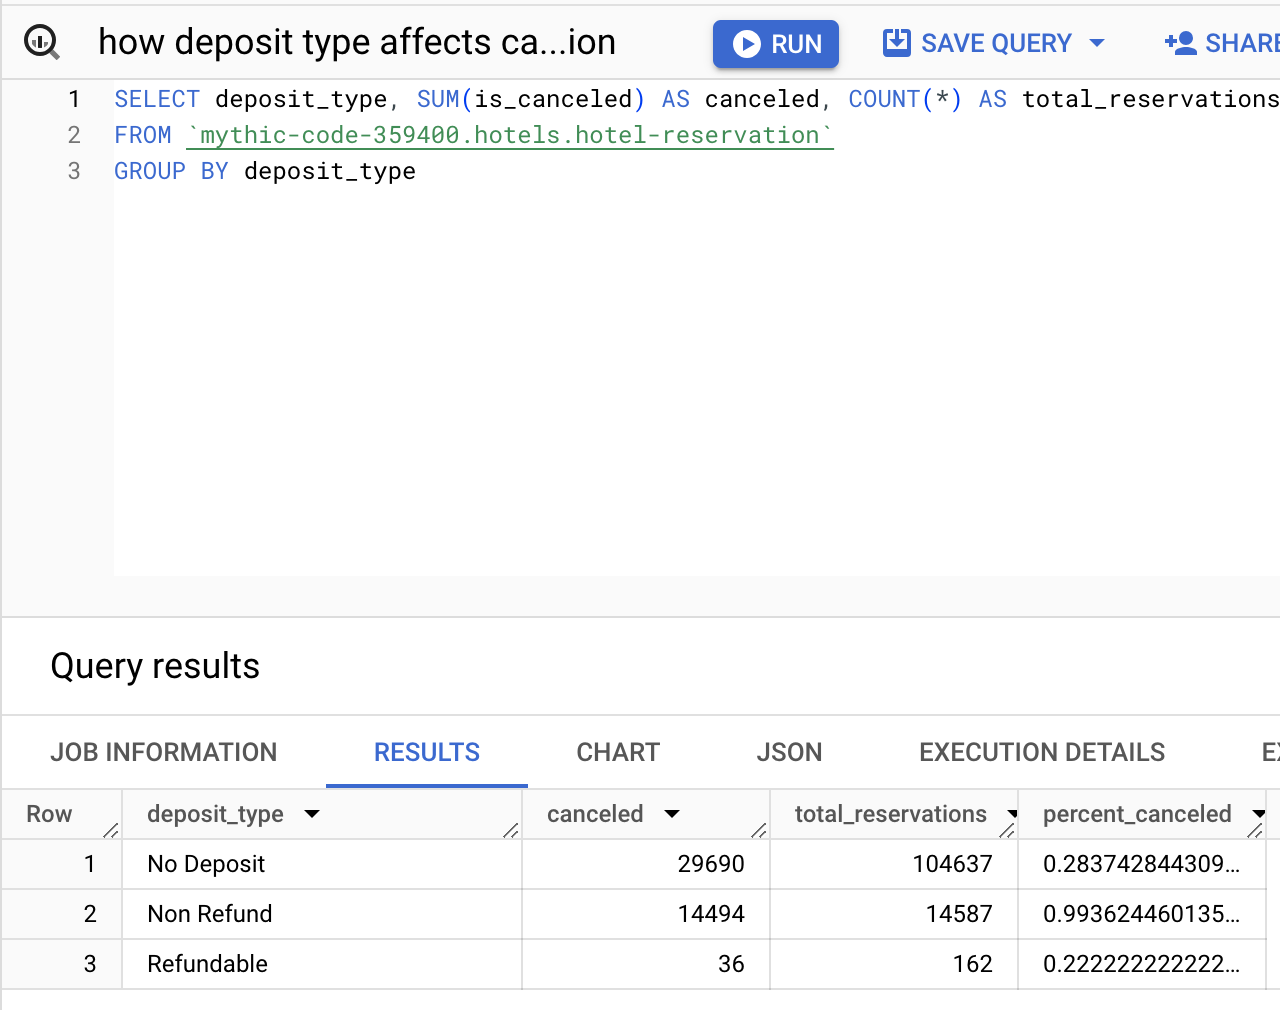 how deposit type affects ca...ion RUN SAVE QUERY SHARE
1 SELECT deposit_type, SUM(is_canceled) AS canceled, COUNT(*) AS total_reservations
2 FROM `mythic-code-359400.hotels.hotel-reservation`
3 GROUP BY deposit_type
Query results
JOB INFORMATION RESULTS CHART JSON EXECUTION DETAILS
Row deposit_type canceled total_reservations percent_canceled
1 No Deposit 29690 104637 0.283742844309...
2 Non Refund 14494 14587 0.993624460135...
3 Refundable 36 162 0.222222222222...